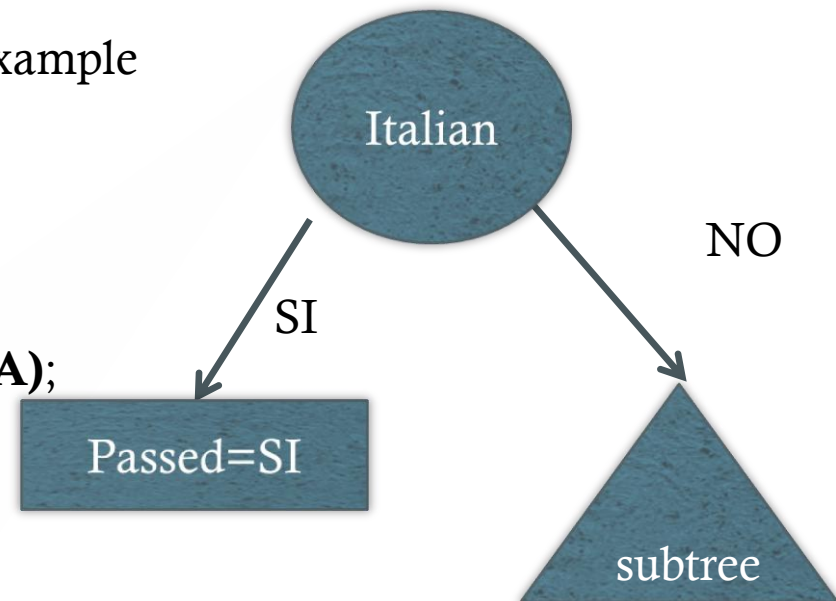 xample
Italian
NO
SI
A);
Passed=SI
subtree